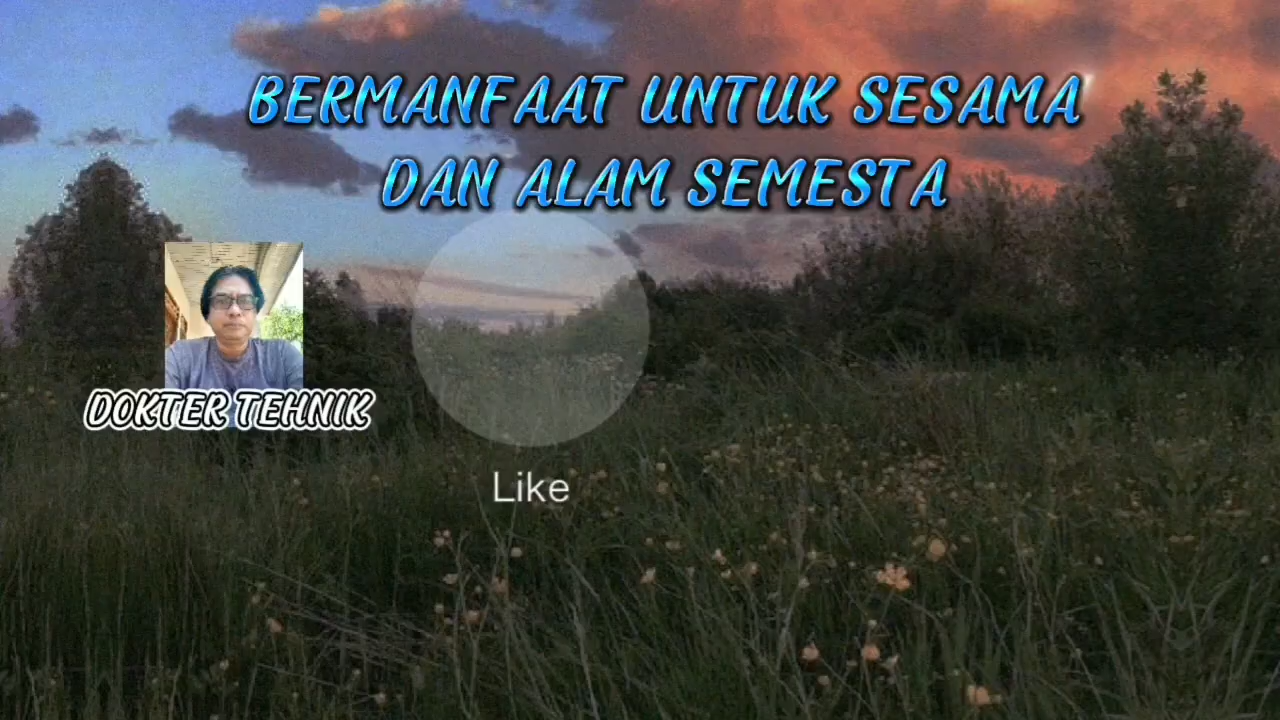 BERMANFAAT UNTUK SESAMA
DAN ALAM SEMESTA
DOKTER TEHNIK
Like